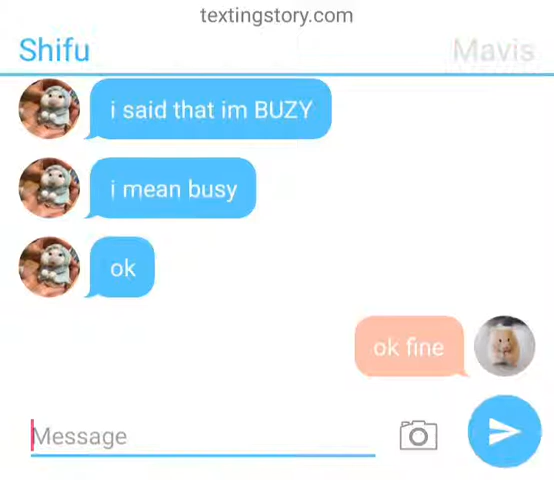 textingstory.com
Shifu
Mavis
i said that im BUZY
i mean busy
ok
ok fine
Message